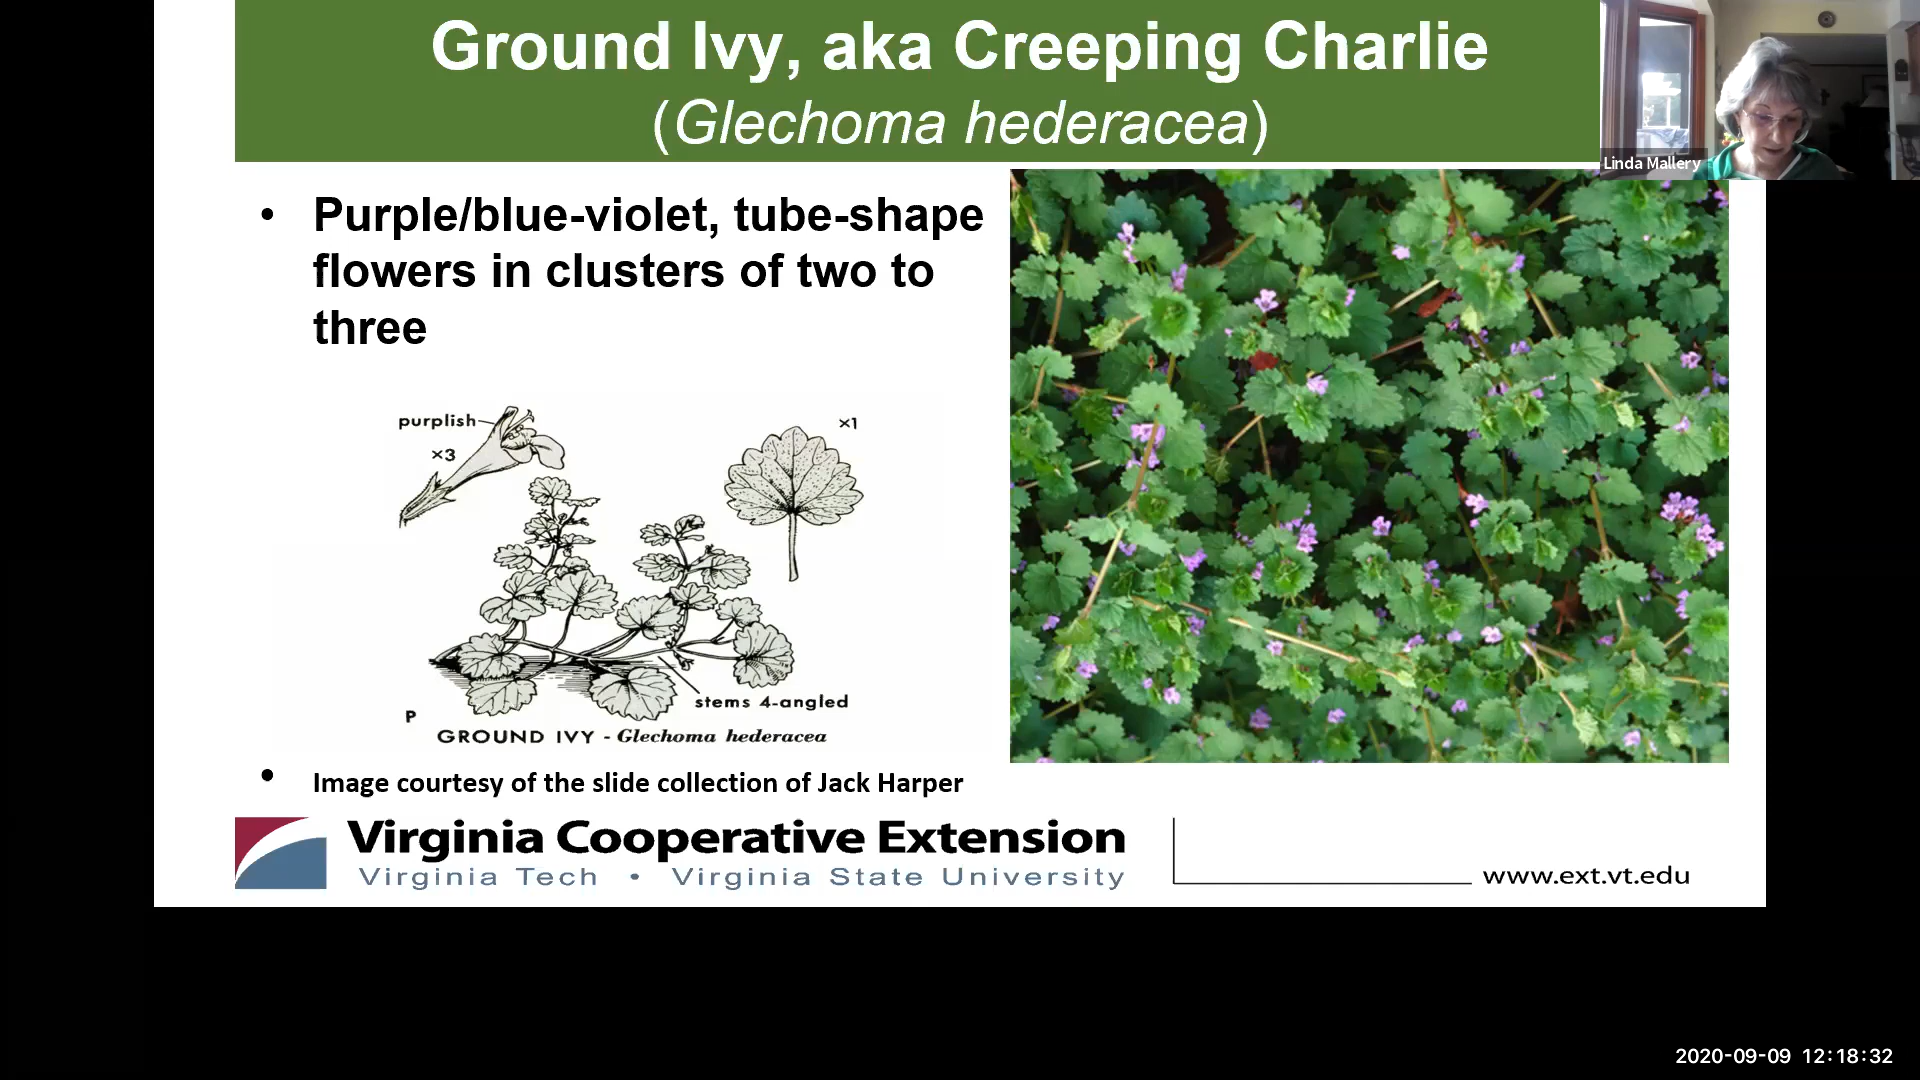 Ground Ivy, aka Creeping Charlie
(Glechoma hederacea)
Linda Mallery
• Purple/blue-violet, tube-shape
flowers in clusters of two to
three
purplish
×3
×1
stems 4-angled
P
GROUND IVY - Glechoma hederacea
• Image courtesy of the slide collection of Jack Harper
Virginia Cooperative Extension
Virginia Tech • Virginia State University
www.ext.vt.edu
2020-09-09 12:18:32